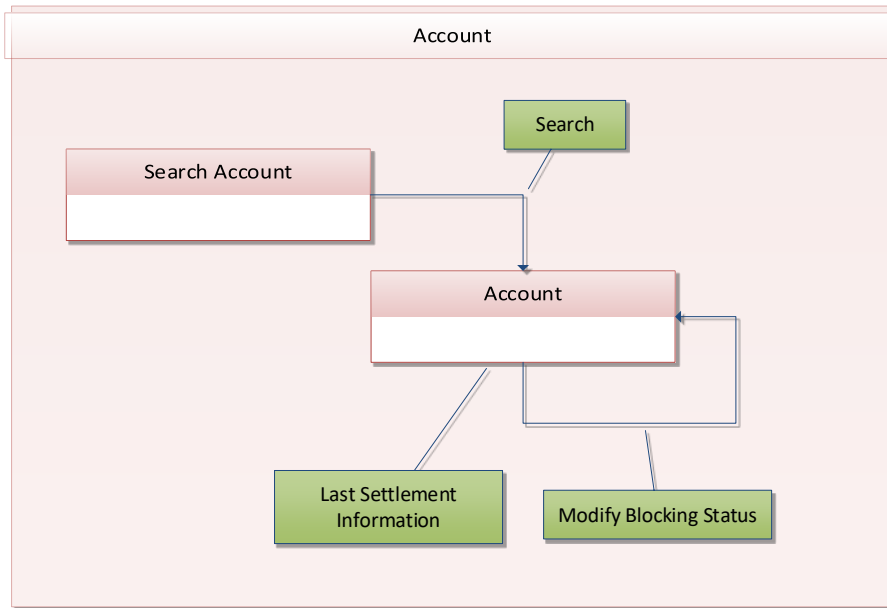 Account
Search
Search Account
Account
Last Settlement
Information
Modify Blocking Status